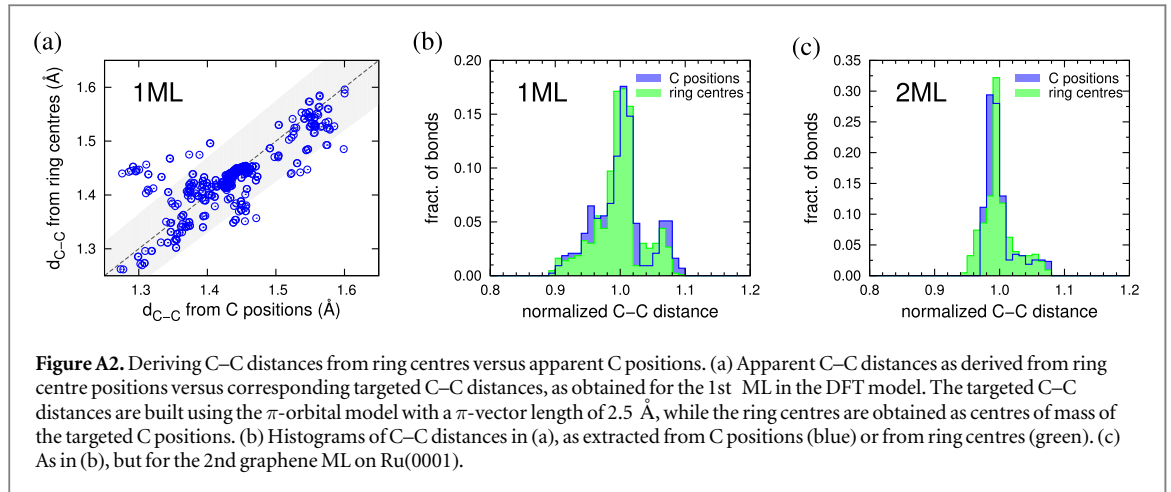 (a)
1ML
d_C–C from ring centres (Å)
1.6
1.5
1.4
1.3
1.3 1.4 1.5 1.6
d_C–C from C positions (Å)
(b)
1ML
C positions
ring centres
fract. of bonds
0.20
0.15
0.10
0.05
0.00
0.8 0.9 1.0 1.1 1.2
normalized C–C distance
(c)
2ML
C positions
ring centres
fract. of bonds
0.35
0.30
0.25
0.20
0.15
0.10
0.05
0.00
0.8 0.9 1.0 1.1 1.2
normalized C–C distance
Figure A2. Deriving C–C distances from ring centres versus apparent C positions. (a) Apparent C–C distances as derived from ring
centre positions versus corresponding targeted C–C distances, as obtained for the 1st ML in the DFT model. The targeted C–C
distances are built using the π-orbital model with a π-vector length of 2.5 Å, while the ring centres are obtained as centres of mass of
the targeted C positions. (b) Histograms of C–C distances in (a), as extracted from C positions (blue) or from ring centres (green). (c)
As in (b), but for the 2nd graphene ML on Ru(0001).